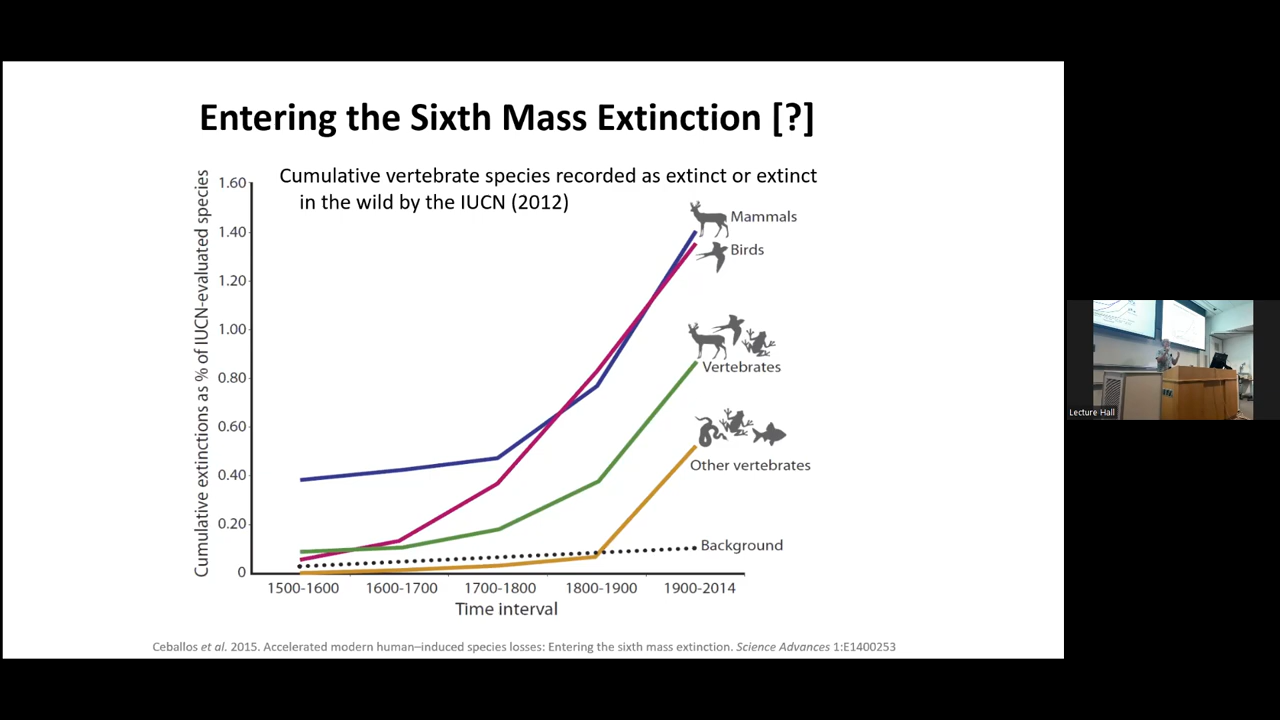 Entering the Sixth Mass Extinction [?]
Cumulative vertebrate species recorded as extinct or extinct
in the wild by the IUCN (2012)
Cumulative extinctions as % of IUCN-evaluated species
1.60
1.40
1.20
1.00
0.80
0.60
0.40
0.20
0
Mammals
Birds
Vertebrates
Other vertebrates
Background
1500-1600
1600-1700
1700-1800
1800-1900
1900-2014
Time interval
Ceballos et al. 2015. Accelerated modern human–induced species losses: Entering the sixth mass extinction. Science Advances 1:E1400253
Lecture Hall